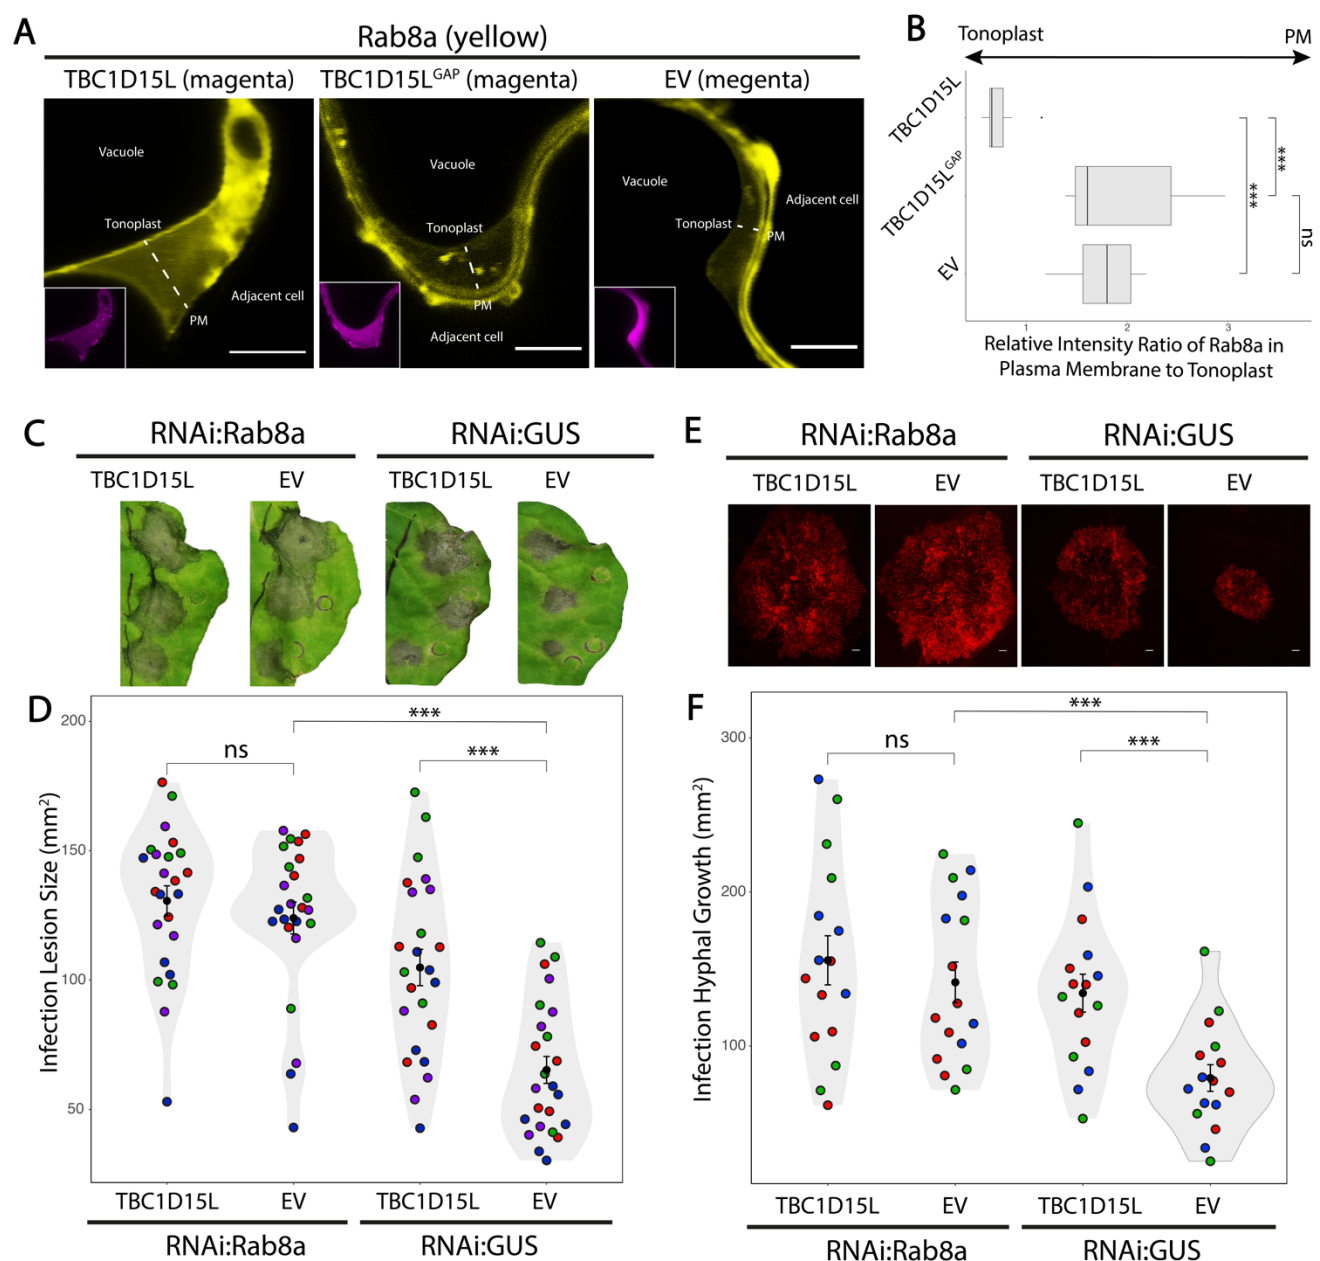 A
Rab8a (yellow)
TBC1D15L (magenta)
TBC1D15L^GAP (magenta)
EV (megenta)
Vacuole
Tonoplast
PM
Adjacent cell
Vacuole
Tonoplast
PM
Adjacent cell
Vacuole
Adjacent cell
Tonoplast
PM
B
Tonoplast
PM
TBC1D15L
TBC1D15L^GAP
EV
***
***
ns
1
2
3
Relative Intensity Ratio of Rab8a in
Plasma Membrane to Tonoplast
C
RNAi:Rab8a
RNAi:GUS
TBC1D15L
EV
TBC1D15L
EV
D
Infection Lesion Size (mm²)
200
150
100
50
ns
***
***
TBC1D15L
EV
TBC1D15L
EV
RNAi:Rab8a
RNAi:GUS
E
RNAi:Rab8a
RNAi:GUS
TBC1D15L
EV
TBC1D15L
EV
F
Infection Hyphal Growth (mm²)
300
200
100
ns
***
***
TBC1D15L
EV
TBC1D15L
EV
RNAi:Rab8a
RNAi:GUS